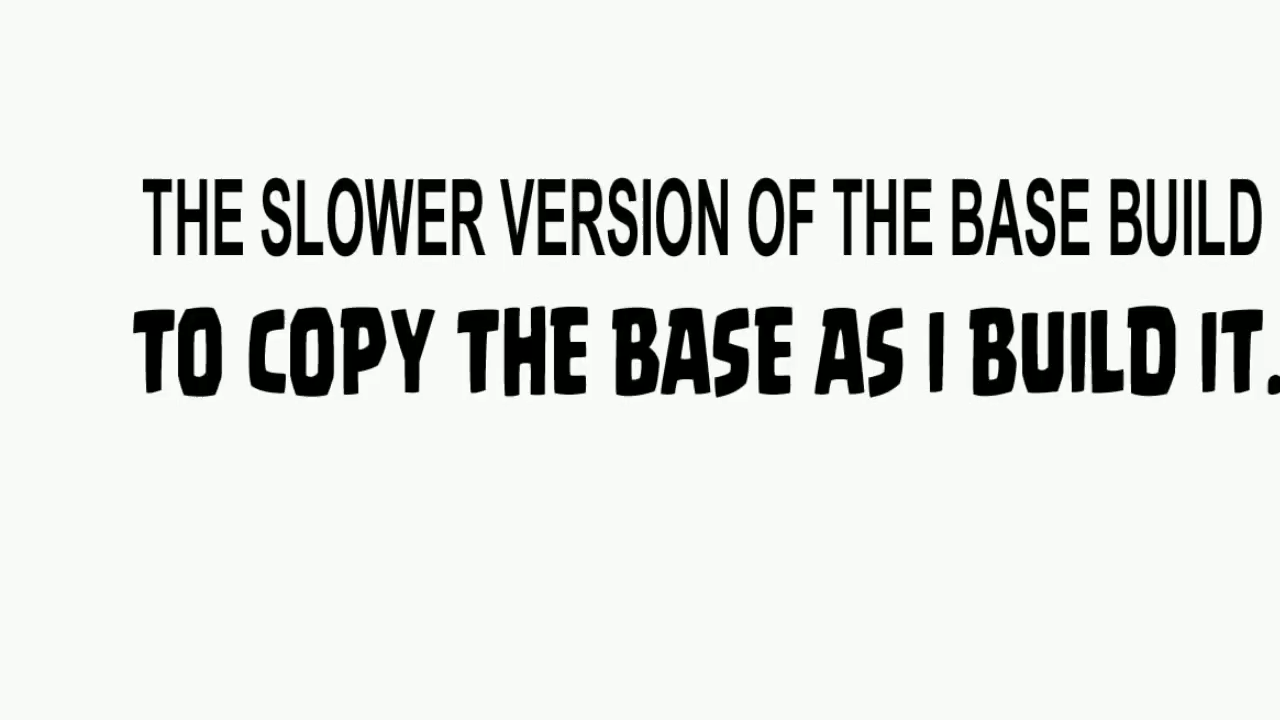 THE SLOWER VERSION OF THE BASE BUILD
TO COPY THE BASE AS I BUILD IT.